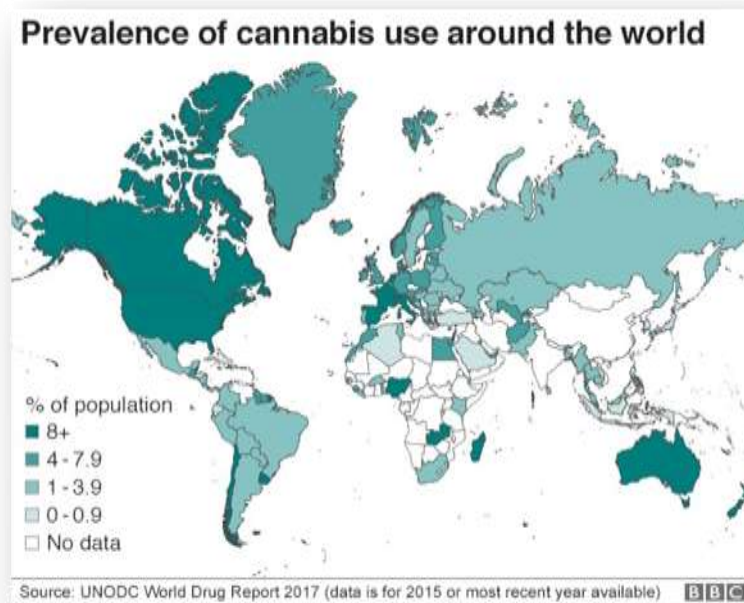 Prevalence of cannabis use around the world
% of population
8+
4-7.9
1-3.9
0-0.9
No data
Source: UNODC World Drug Report 2017 (data is for 2015 or most recent year available)
BBC